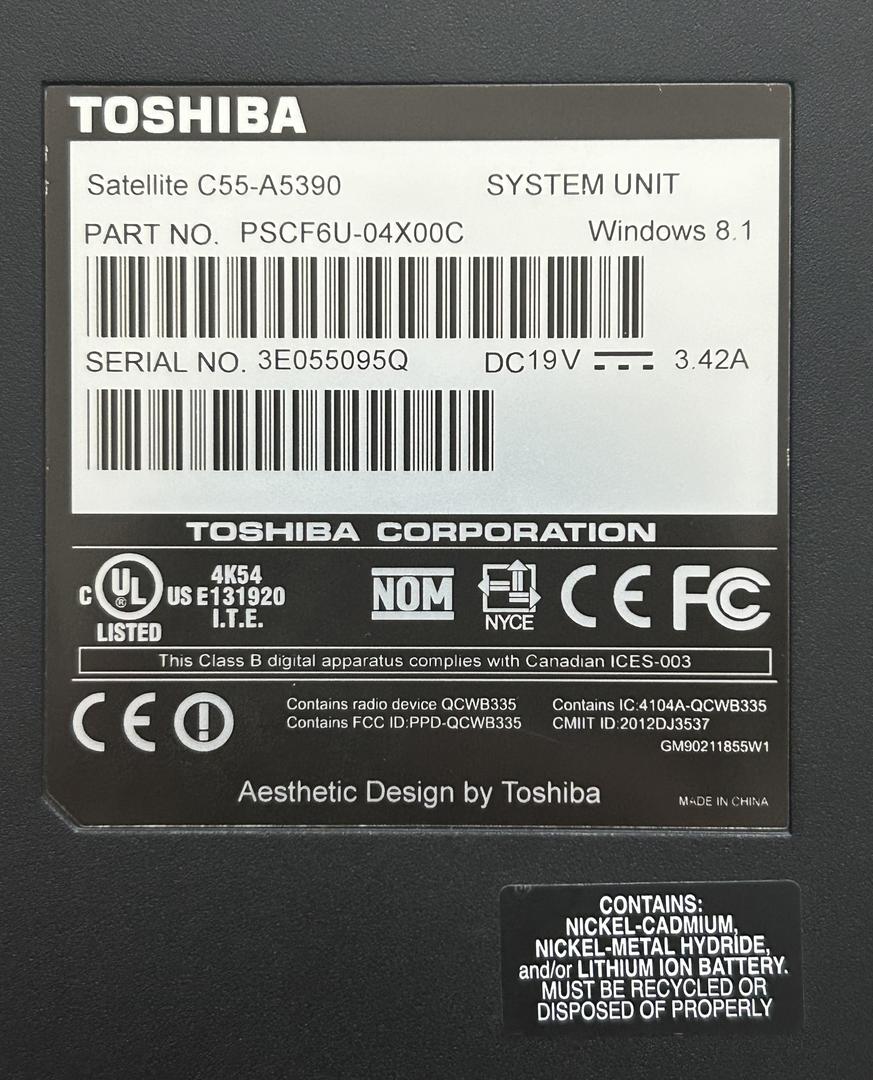 TOSHIBA
Satellite C55-A5390 SYSTEM UNIT
PART NO. PSCF6U-04X00C Windows 8.1
SERIAL NO. 3E055095Q DC19V 3.42A
TOSHIBA CORPORATION
C UL ® US LISTED
4K54
E131920
I.T.E.
NOM
NYCE
CE FC
This Class B digital apparatus complies with Canadian ICES-003
CE
Contains radio device QCWB335 Contains IC:4104A-QCWB335
Contains FCC ID:PPD-QCWB335 CMIIT ID:2012DJ3537
GM90211855W1
Aesthetic Design by Toshiba
MADE IN CHINA
CONTAINS:
NICKEL-CADMIUM,
NICKEL-METAL HYDRIDE,
and/or LITHIUM ION BATTERY.
MUST BE RECYCLED OR
DISPOSED OF PROPERLY